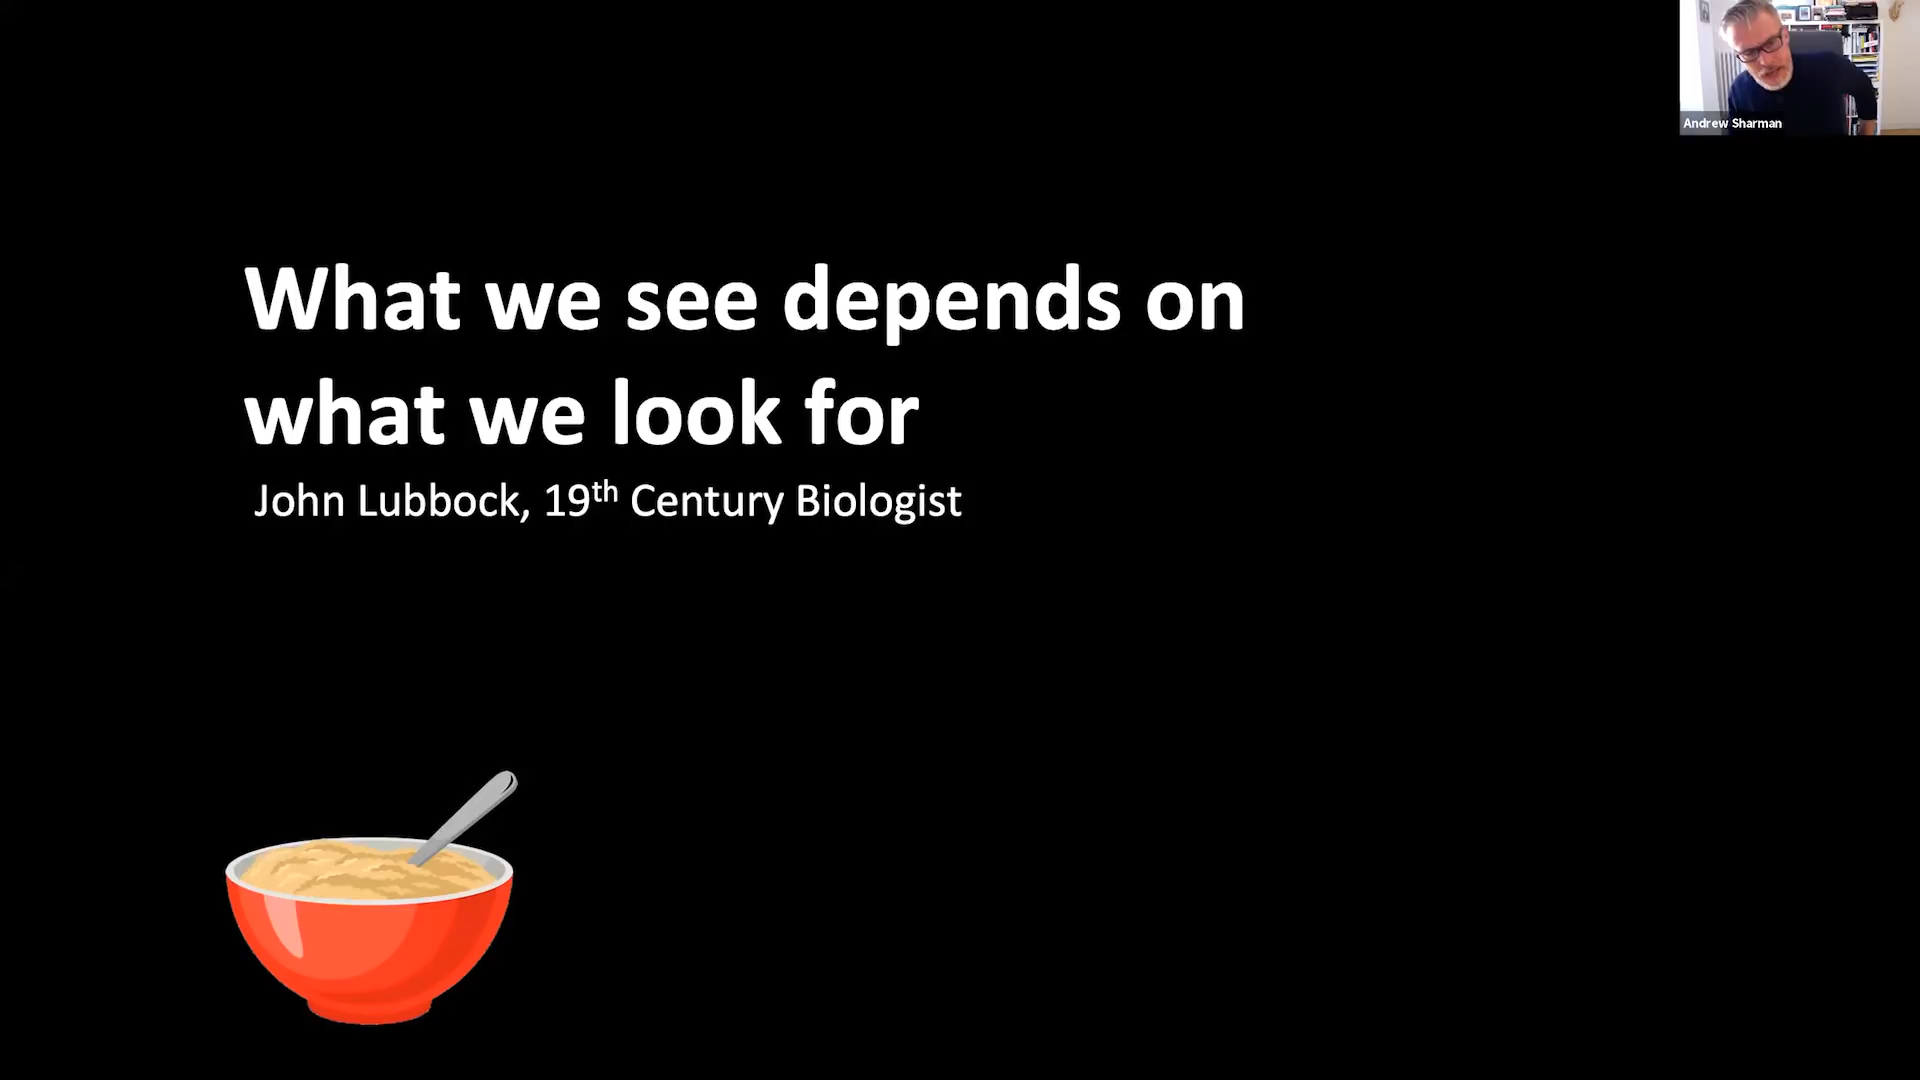 Andrew Sharman
What we see depends on
what we look for
John Lubbock, 19th Century Biologist